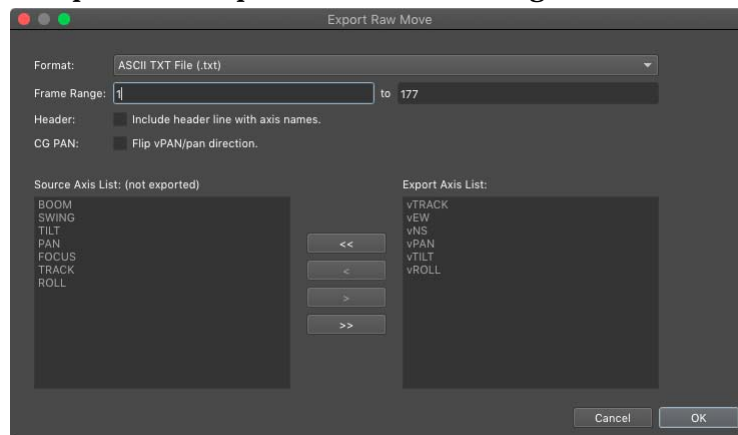 Export Raw Move
Format: ASCII TXT File (.txt)
Frame Range: 1 to 177
Header: Include header line with axis names.
CG PAN: Flip vPAN/pan direction.
Source Axis List: (not exported) Export Axis List:
BOOM
SWING
TILT
PAN
FOCUS
TRACK
ROLL
<<
<
>
>>
vTRACK
vEW
vNS
vPAN
vTILT
vROLL
Cancel OK